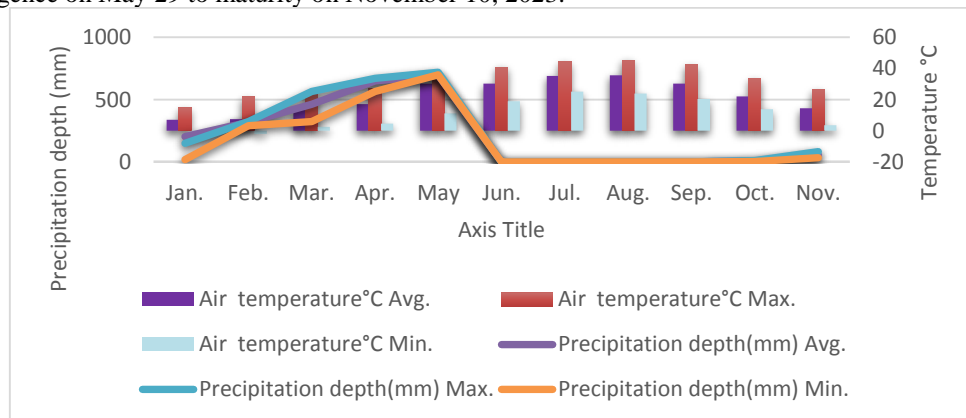 gence on May 29 to maturity on November 10, 2023.
1000
500
0
60
40
20
0
-20
Precipitation depth (mm)
Temperature °C
Jan. Feb. Mar. Apr. May Jun. Jul. Aug. Sep. Oct. Nov.
Axis Title
Air temperature°C Avg. Air temperature°C Max.
Air temperature°C Min. Precipitation depth(mm) Avg.
Precipitation depth(mm) Max. Precipitation depth(mm) Min.